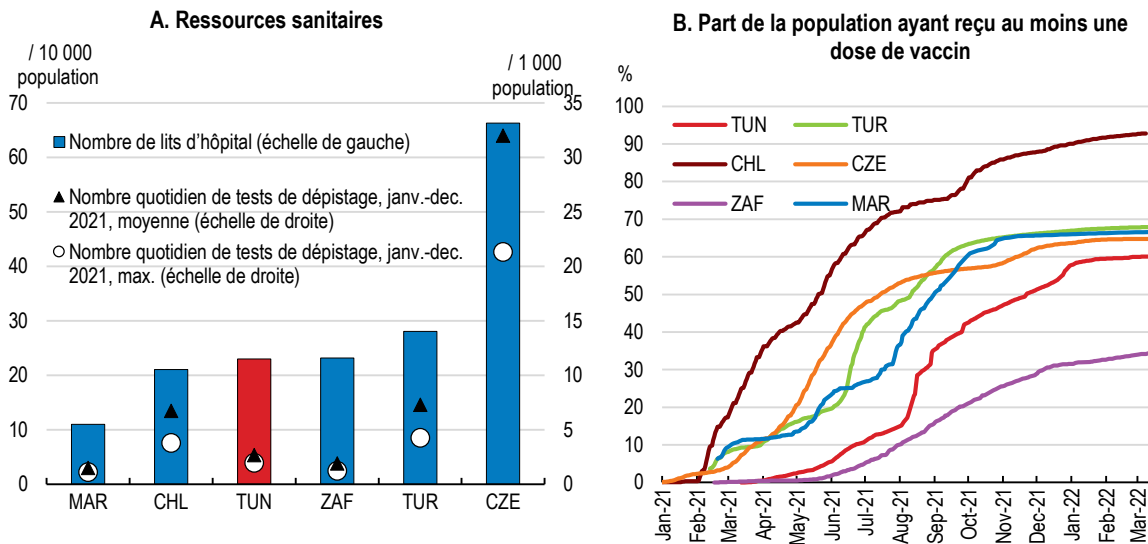 A. Ressources sanitaires
/ 10 000
population
/ 1 000
population
70
60
50
40
30
20
10
0
35
30
25
20
15
10
5
0
Nombre de lits d'hôpital (échelle de gauche)
Nombre quotidien de tests de dépistage, janv.-dec.
2021, moyenne (échelle de droite)
Nombre quotidien de tests de dépistage, janv.-dec.
2021, max. (échelle de droite)
MAR CHL TUN ZAF TUR CZE
B. Part de la population ayant reçu au moins une
dose de vaccin
%
100
90
80
70
60
50
40
30
20
10
0
TUN TUR
CHL CZE
ZAF MAR
Jan-21
Feb-21
Mar-21
Apr-21
May-21
Jun-21
Jul-21
Aug-21
Sep-21
Oct-21
Nov-21
Dec-21
Jan-22
Feb-22
Mar-22